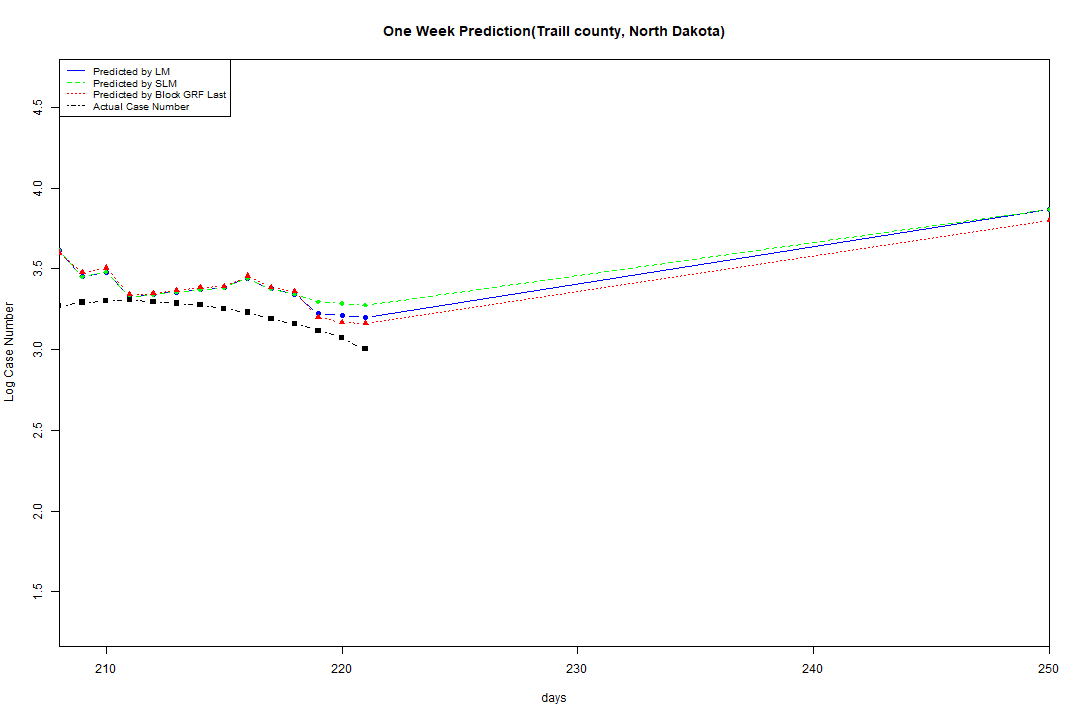 One Week Prediction(Traill county, North Dakota)
Predicted by LM
Predicted by SLM
Predicted by Block GRF Last
Actual Case Number
4.5
4.0
3.5
3.0
2.5
2.0
1.5
Log Case Number
210
220
230
240
250
days